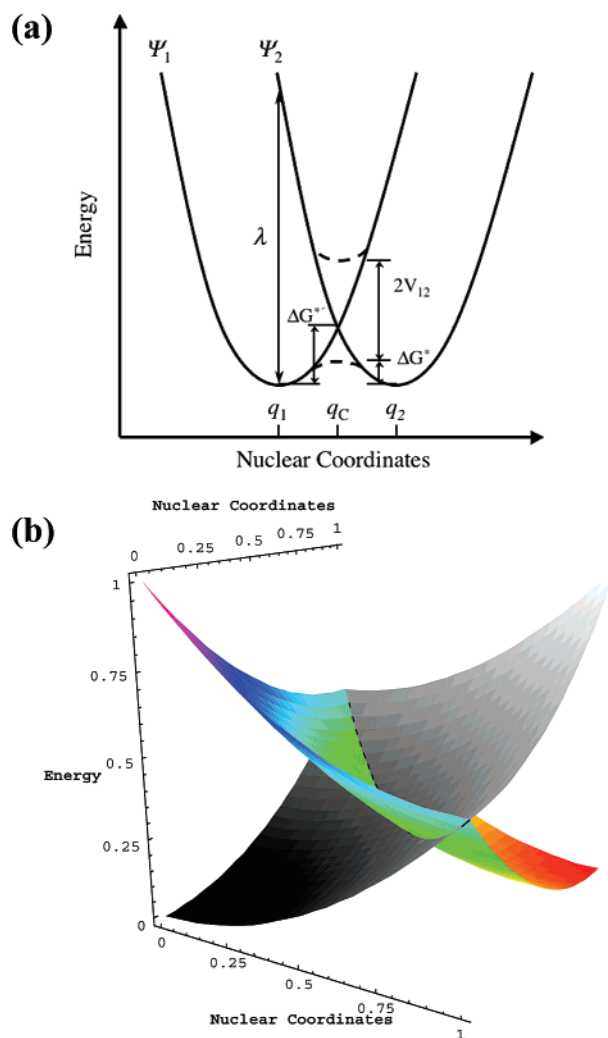 (a)
Ψ1 Ψ2
Energy
λ
2V12
ΔG*′
ΔG*
q1 qC q2
Nuclear Coordinates
(b)
Nuclear Coordinates
0 0.25 0.5 0.75 1
1
0.75
0.5
Energy
0.25
0
0
0.25
0.5
0.75
1
Nuclear Coordinates